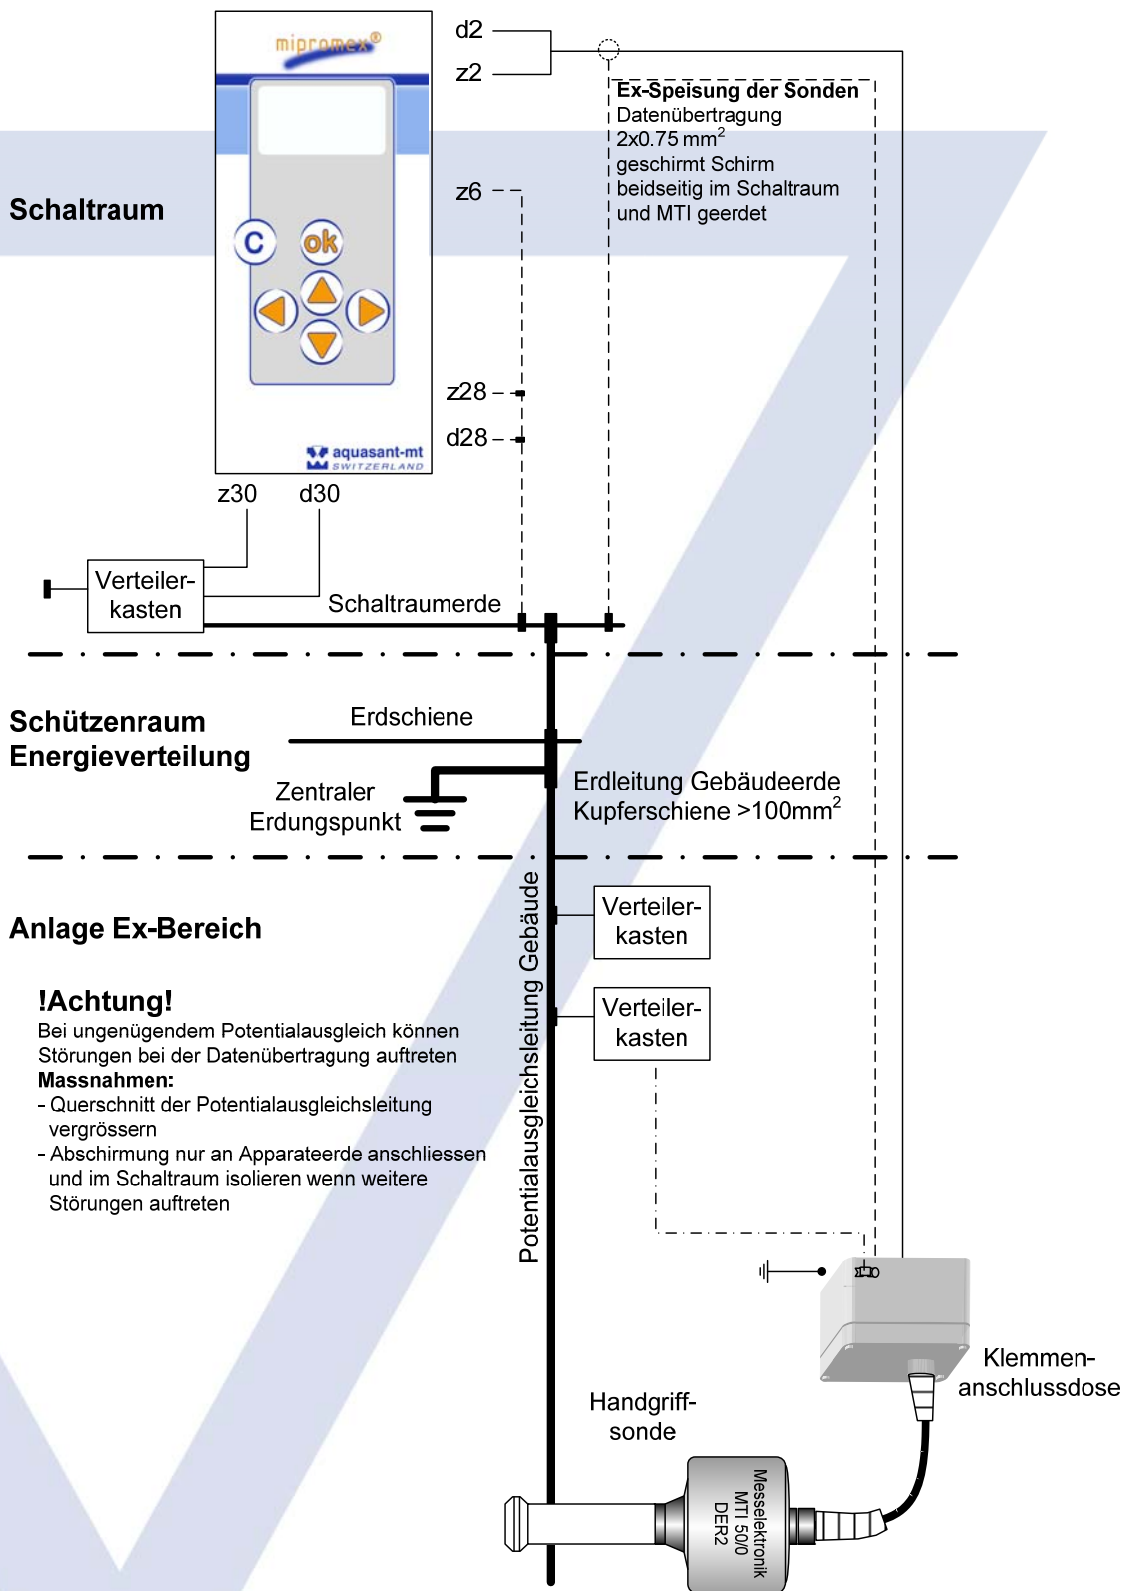 mipromex®
d2
z2
Ex-Speisung der Sonden
Datenübertragung
2x0.75 mm²
geschirmt Schirm
beidseitig im Schaltraum
und MTI geerdet
Schaltraum
z6
C
ok
z28
d28
aquasant-mt
SWITZERLAND
z30
d30
Verteiler-
kasten
Schaltraumerde
Schützenraum
Energieverteilung
Erdschiene
Zentraler
Erdungspunkt
Erdleitung Gebäudeerde
Kupferschiene >100mm²
Anlage Ex-Bereich
Potentialausgleichsleitung Gebäude
Verteiler-
kasten
Verteiler-
kasten
!Achtung!
Bei ungenügendem Potentialausgleich können
Störungen bei der Datenübertragung auftreten
Massnahmen:
- Querschnitt der Potentialausgleichsleitung
vergrössern
- Abschirmung nur an Apparateerde anschliessen
und im Schaltraum isolieren wenn weitere
Störungen auftreten
Klemmen-
anschlussdose
Handgriff-
sonde
Messelektronik
MTI 50/0
DER2